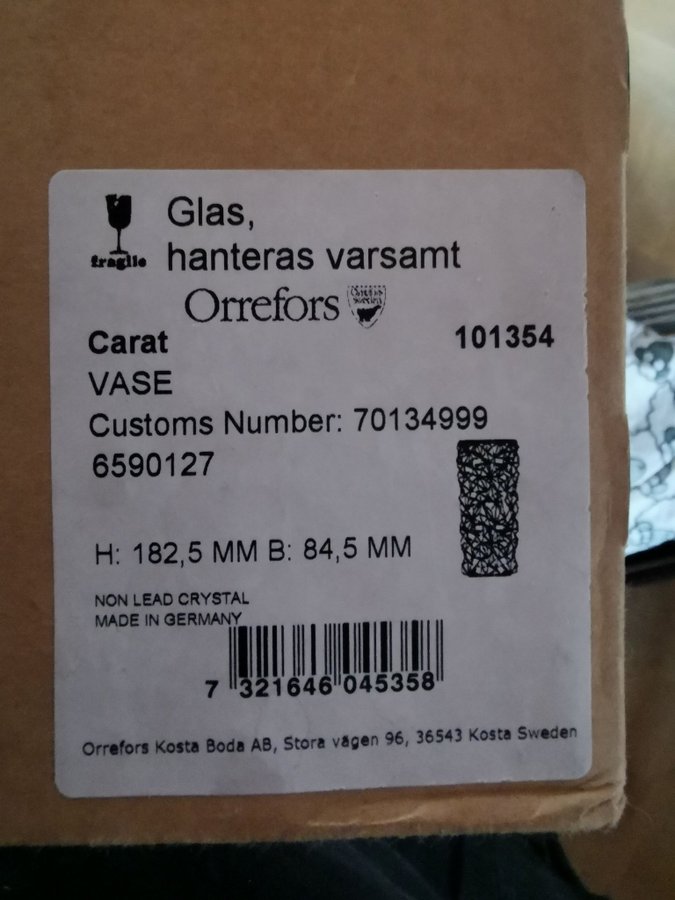 Glas,
hanteras varsamt
fragile
Orrefors
Carat 101354
VASE
Customs Number: 70134999
6590127
H: 182,5 MM B: 84,5 MM
NON LEAD CRYSTAL
MADE IN GERMANY
7 321646 045358
Orrefors Kosta Boda AB, Stora vägen 96, 36543 Kosta Sweden